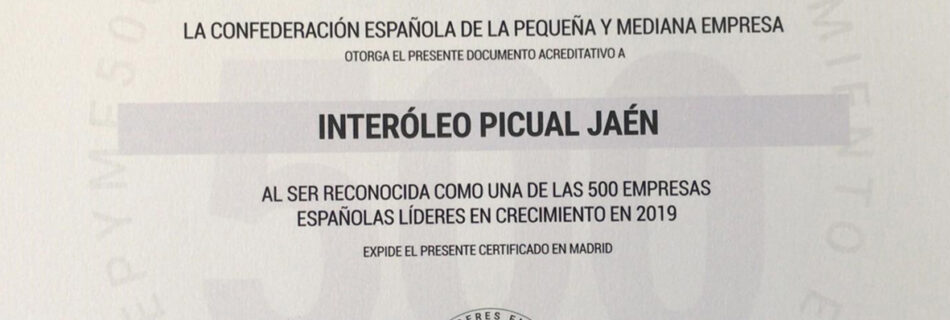 LA CONFEDERACIÓN ESPAÑOLA DE LA PEQUEÑA Y MEDIANA EMPRESA
OTORGA EL PRESENTE DOCUMENTO ACREDITATIVO A
INTERÓLEO PICUAL JAÉN
AL SER RECONOCIDA COMO UNA DE LAS 500 EMPRESAS
ESPAÑOLAS LÍDERES EN CRECIMIENTO EN 2019
EXPIDE EL PRESENTE CERTIFICADO EN MADRID
500